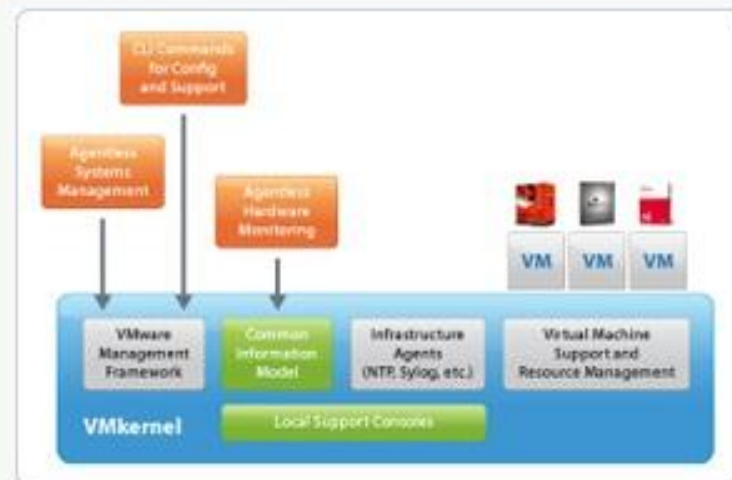 CLI Commands
for Config
and Support
Agentless
Systems
Management
Agentless
Hardware
Monitoring
VM
VM
VM
VMware
Management
Framework
Common
Information
Model
Infrastructure
Agents
(NTP, Sylog, etc.)
Virtual Machine
Support and
Resource Management
VMkernel
Local Support Consoles